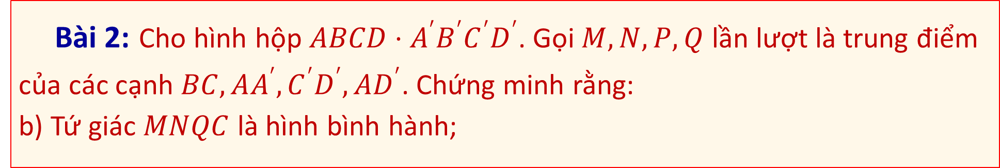 Bài 2: Cho hình hộp ABCD · A′B′C′D′. Gọi M, N, P, Q lần lượt là trung điểm
của các cạnh BC, AA′, C′D′, AD′. Chứng minh rằng:
b) Tứ giác MNQC là hình bình hành;